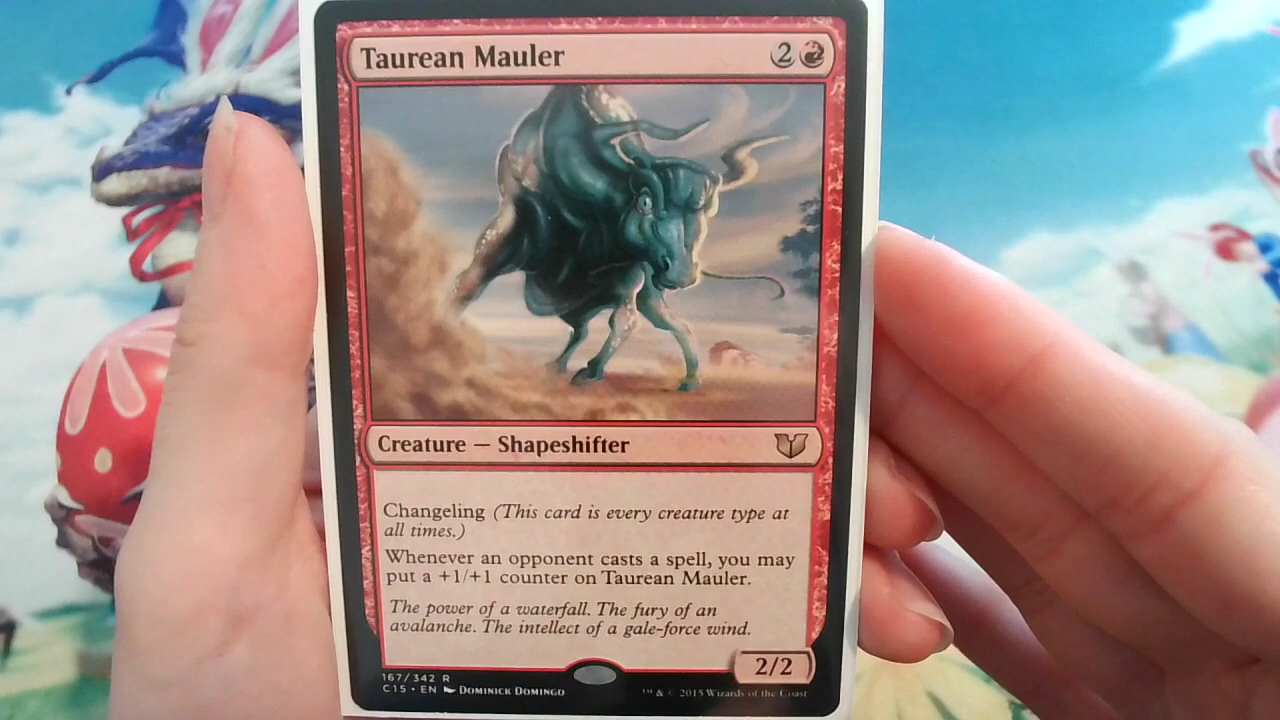 Taurean Mauler 2
Creature — Shapeshifter
Changeling (This card is every creature type at
all times.)
Whenever an opponent casts a spell, you may
put a +1/+1 counter on Taurean Mauler.
The power of a waterfall. The fury of an
avalanche. The intellect of a gale-force wind.
2/2
167/342 R
C15 • EN DOMINICK DOMINGO
™ & © 2015 Wizards of the Coast